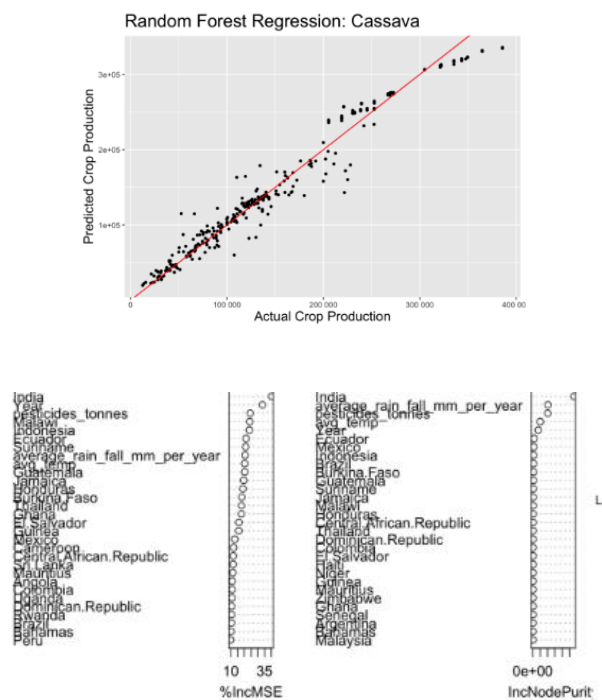 Random Forest Regression: Cassava
Predicted Crop Production
3e+05
2e+05
1e+05
0
100 000
200 000
300 000
400 00
Actual Crop Production
India
Year
pesticides_tonnes
Malawi
Indonesia
Ecuador
Suriname
average_rain_fall_mm_per_year
avg_temp
Guatemala
Jamaica
Honduras
Burkina.Faso
Thailand
Ghana
El.Salvador
Guinea
Mexico
Cameroon
Central.African.Republic
Sri.Lanka
Mauritius
Angola
Colombia
Uganda
Dominican.Republic
Rwanda
Brazil
Bahamas
Peru
10 35
%IncMSE
India
average_rain_fall_mm_per_year
pesticides_tonnes
avg_temp
Year
Ecuador
Mexico
Indonesia
Brazil
Burkina.Faso
Guatemala
Suriname
Jamaica
Malawi
Honduras
Central.African.Republic
Thailand
Dominican.Republic
Colombia
El.Salvador
Haiti
Niger
Guinea
Mauritius
Zimbabwe
Ghana
Senegal
Argentina
Bahamas
Malaysia
0e+00
IncNodePurit
L